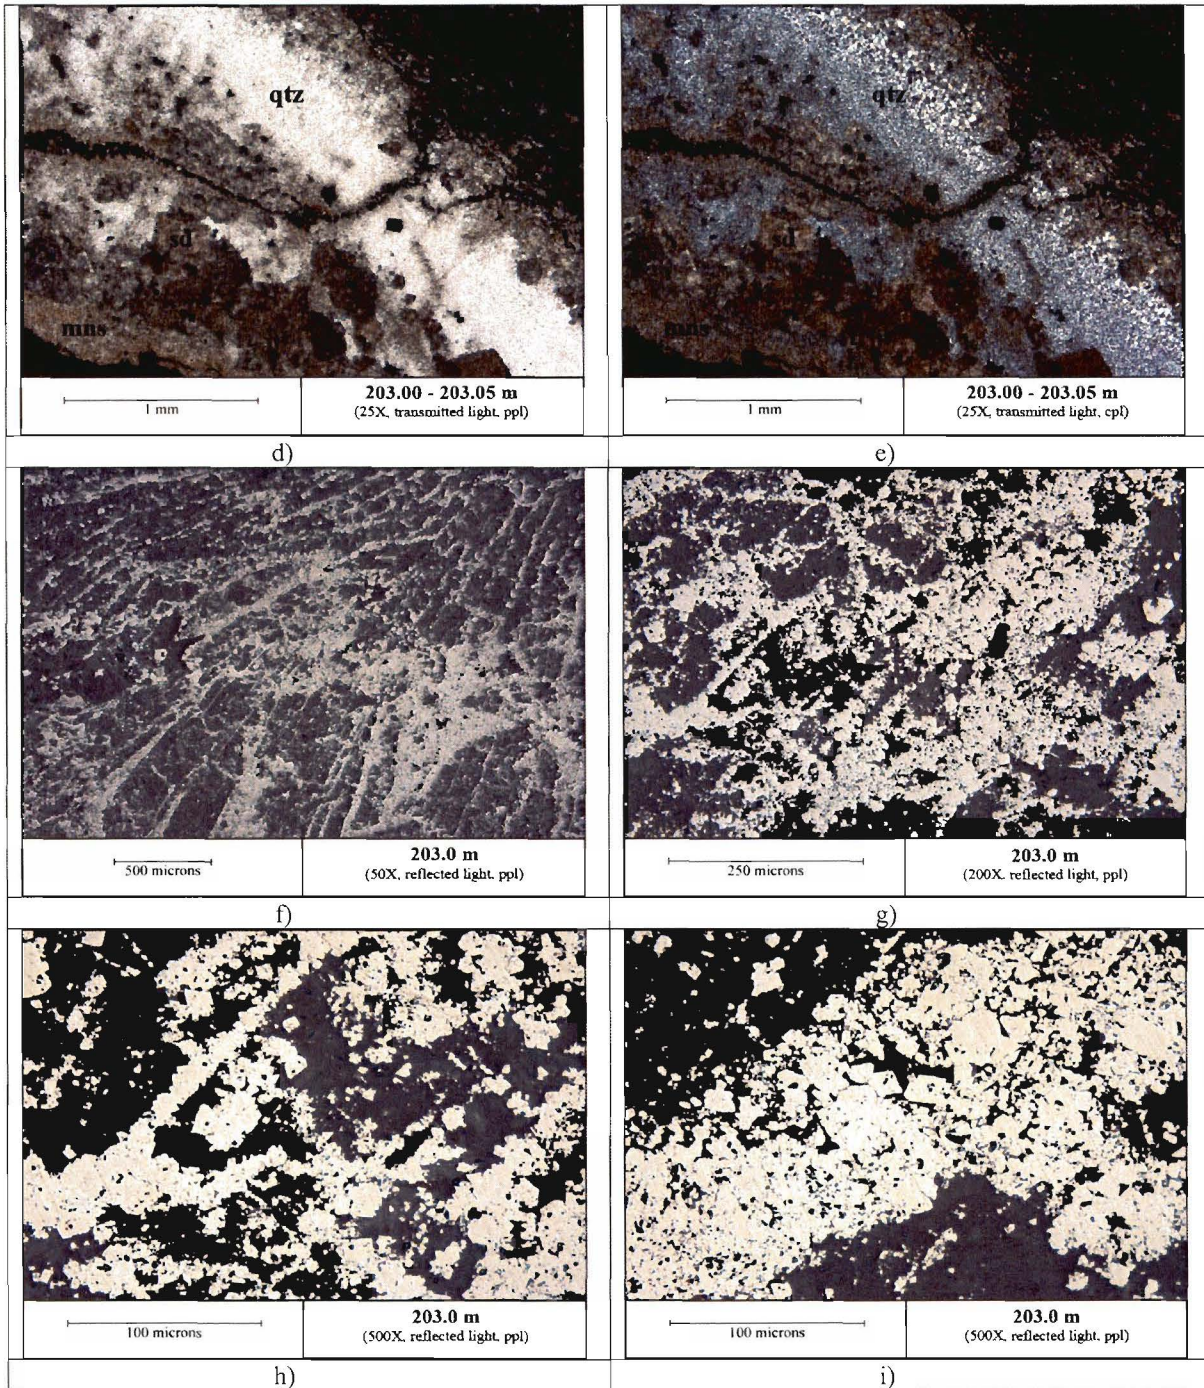 qtz
sd
mns
1 mm
203.00 - 203.05 m
(25X, transmitted light, ppl)
d)
qtz
sd
mns
1 mm
203.00 - 203.05 m
(25X, transmitted light, cpl)
e)
500 microns
203.0 m
(50X, reflected light, ppl)
f)
250 microns
203.0 m
(200X, reflected light, ppl)
g)
100 microns
203.0 m
(500X, reflected light, ppl)
h)
100 microns
203.0 m
(500X, reflected light, ppl)
i)